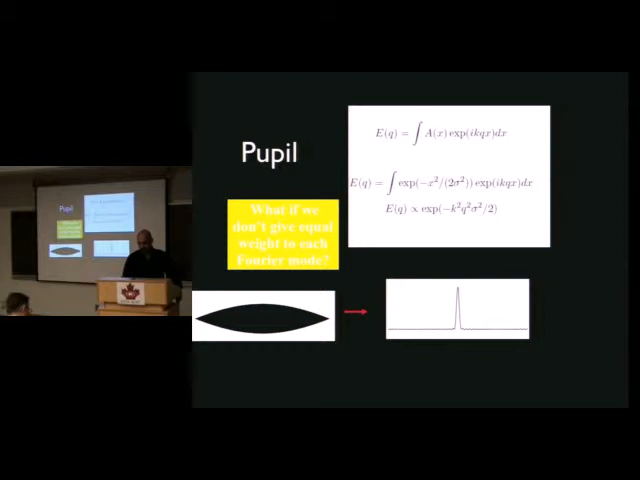 Pupil
What if we
don't give equal
weight to each
Fourier mode?
E(q) = ∫ A(x) exp(ikqx)dx
E(q) = ∫ exp(−x²/(2σ²)) exp(ikqx)dx
E(q) ∝ exp(−k²q²σ²/2)
Pupil